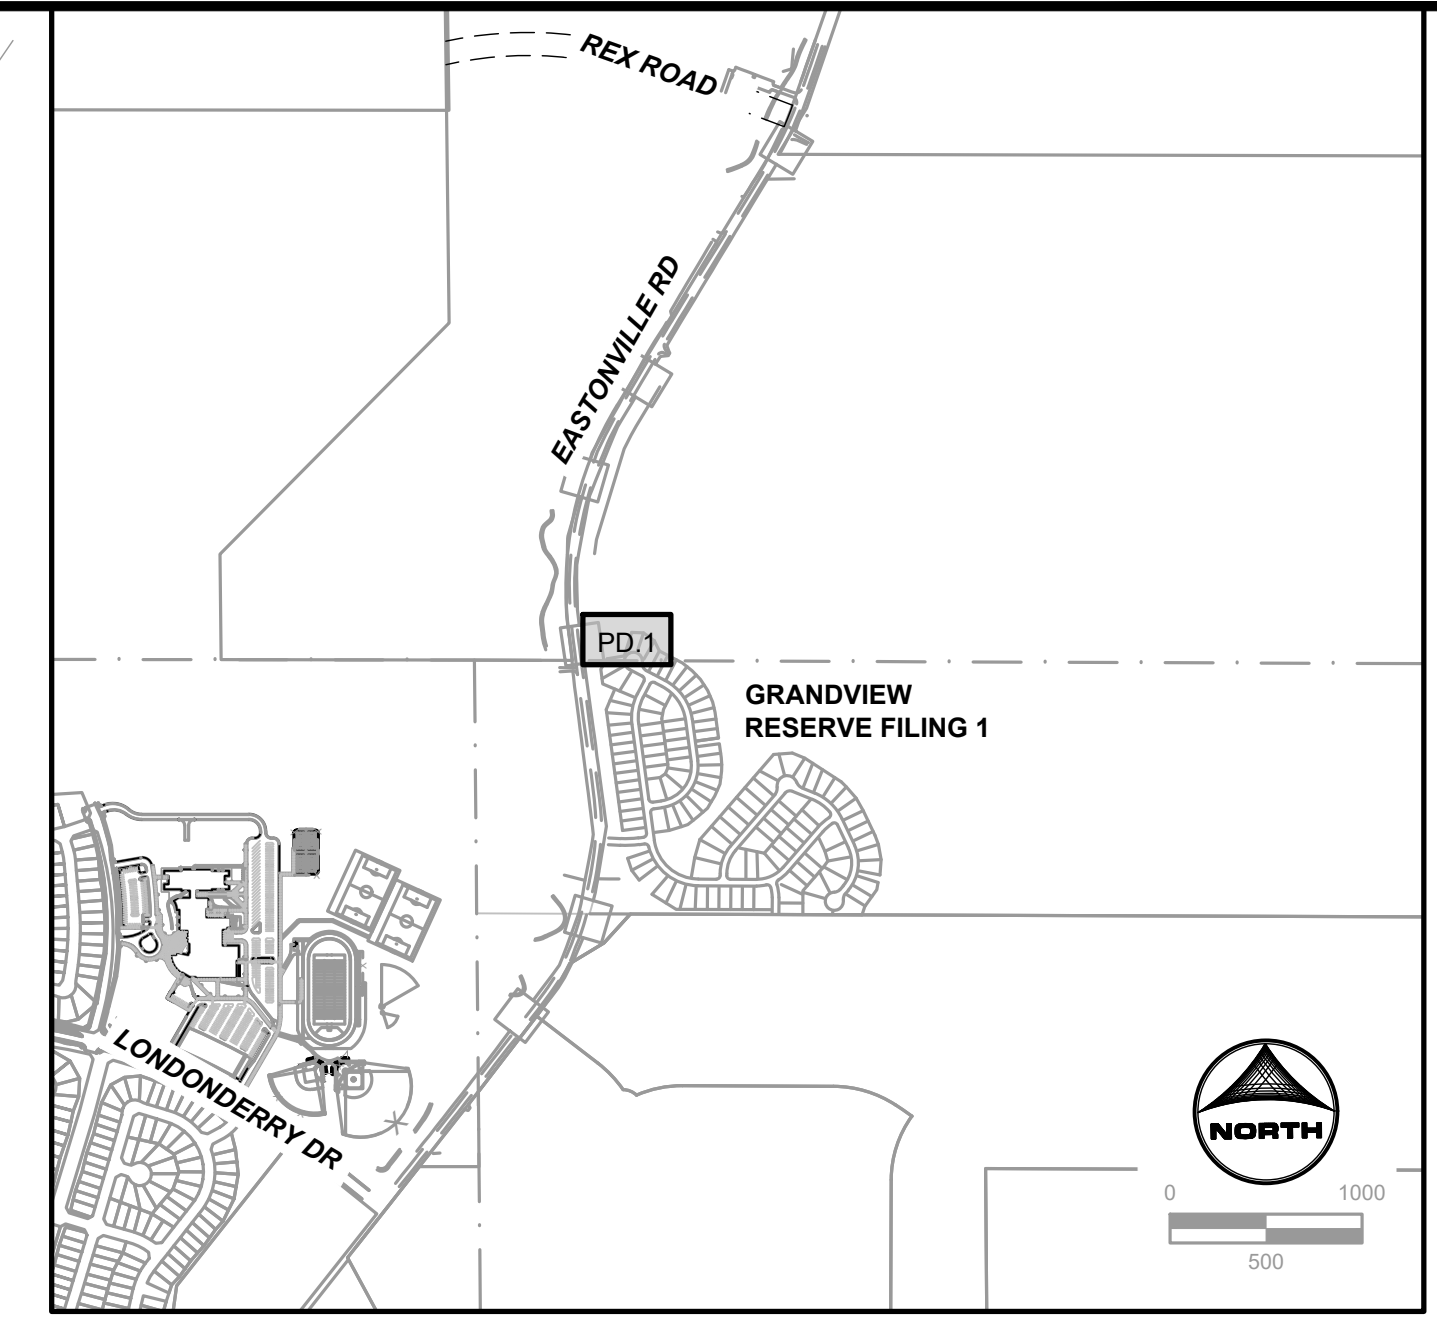 REX ROAD
EASTONVILLE RD
PD.1
GRANDVIEW
RESERVE FILING 1
LONDONDERRY DR
NORTH
0 1000
500